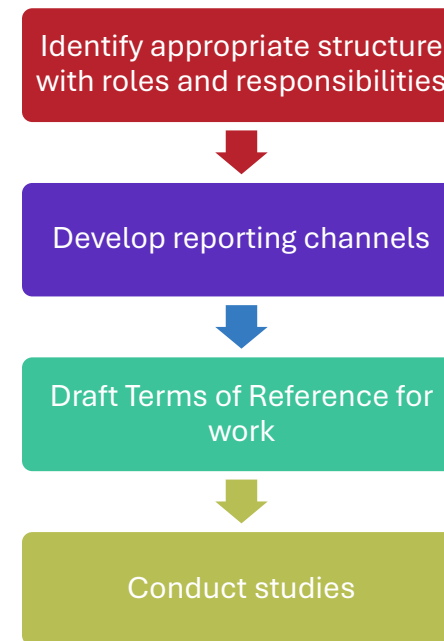 Identify appropriate structure
with roles and responsibilities
Develop reporting channels
Draft Terms of Reference for
work
Conduct studies